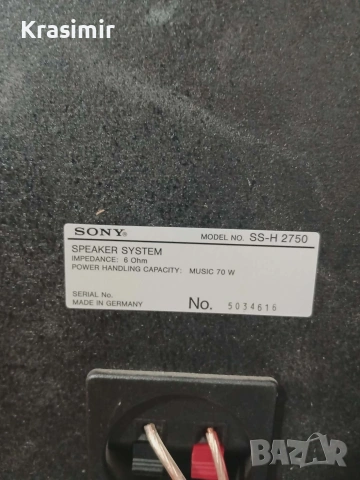 Krasimir
SONY®
MODEL NO. SS-H 2750
SPEAKER SYSTEM
IMPEDANCE: 6 Ohm
POWER HANDLING CAPACITY: MUSIC 70 W
SERIAL No.
MADE IN GERMANY
No. 5034616
BAZAR